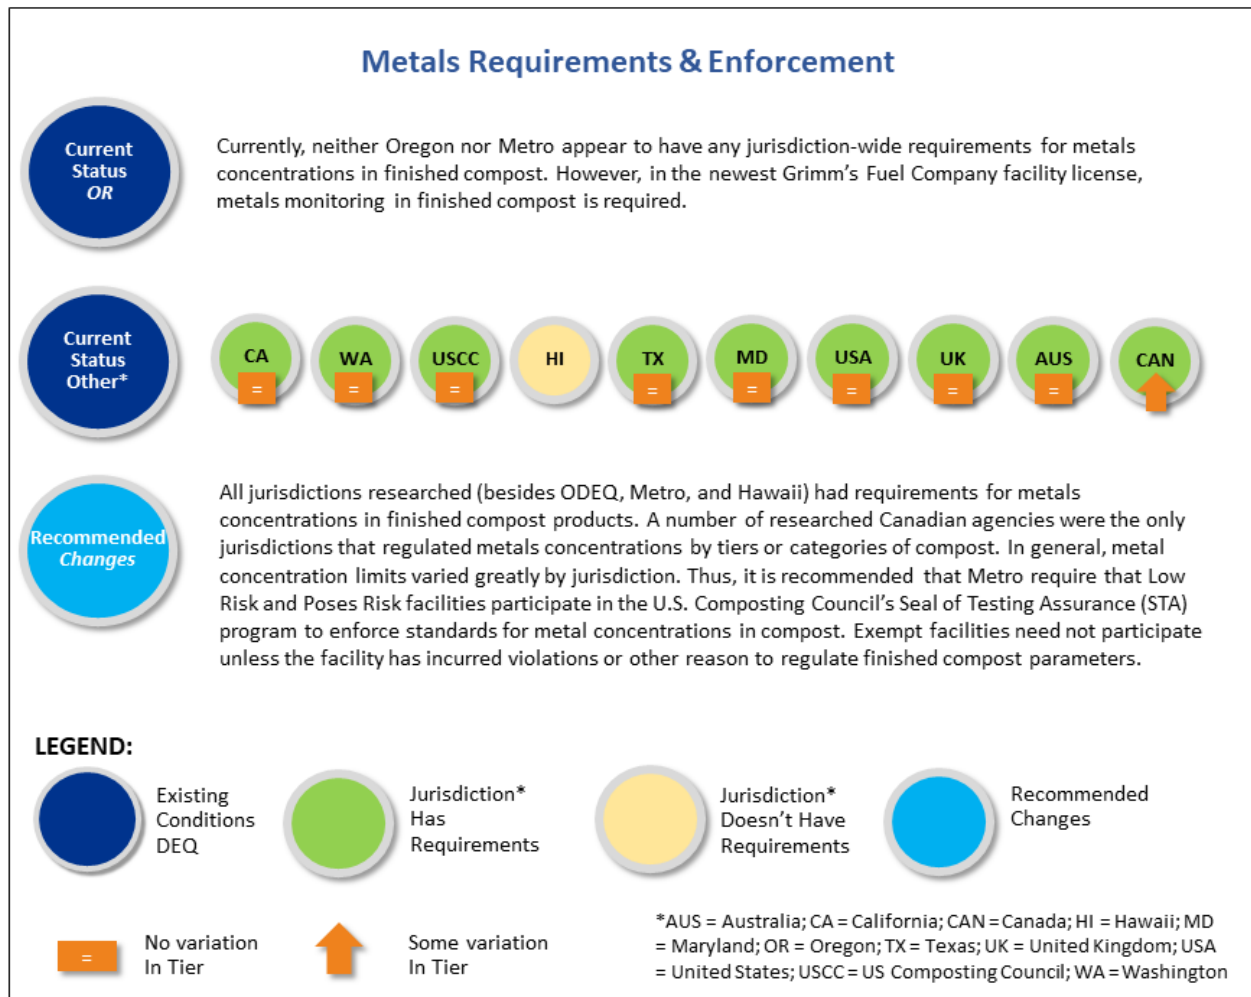 Metals Requirements & Enforcement
Current
Status
OR
Currently, neither Oregon nor Metro appear to have any jurisdiction-wide requirements for metals
concentrations in finished compost. However, in the newest Grimm's Fuel Company facility license,
metals monitoring in finished compost is required.
Current
Status
Other*
CA
=
WA
=
USCC
=
HI
TX
=
MD
=
USA
=
UK
=
AUS
=
CAN
Recommended
Changes
All jurisdictions researched (besides ODEQ, Metro, and Hawaii) had requirements for metals
concentrations in finished compost products. A number of researched Canadian agencies were the only
jurisdictions that regulated metals concentrations by tiers or categories of compost. In general, metal
concentration limits varied greatly by jurisdiction. Thus, it is recommended that Metro require that Low
Risk and Poses Risk facilities participate in the U.S. Composting Council's Seal of Testing Assurance (STA)
program to enforce standards for metal concentrations in compost. Exempt facilities need not participate
unless the facility has incurred violations or other reason to regulate finished compost parameters.
LEGEND:
Existing
Conditions
DEQ
Jurisdiction*
Has
Requirements
Jurisdiction*
Doesn't Have
Requirements
Recommended
Changes
=
No variation
In Tier
Some variation
In Tier
*AUS = Australia; CA = California; CAN = Canada; HI = Hawaii; MD
= Maryland; OR = Oregon; TX = Texas; UK = United Kingdom; USA
= United States; USCC = US Composting Council; WA = Washington